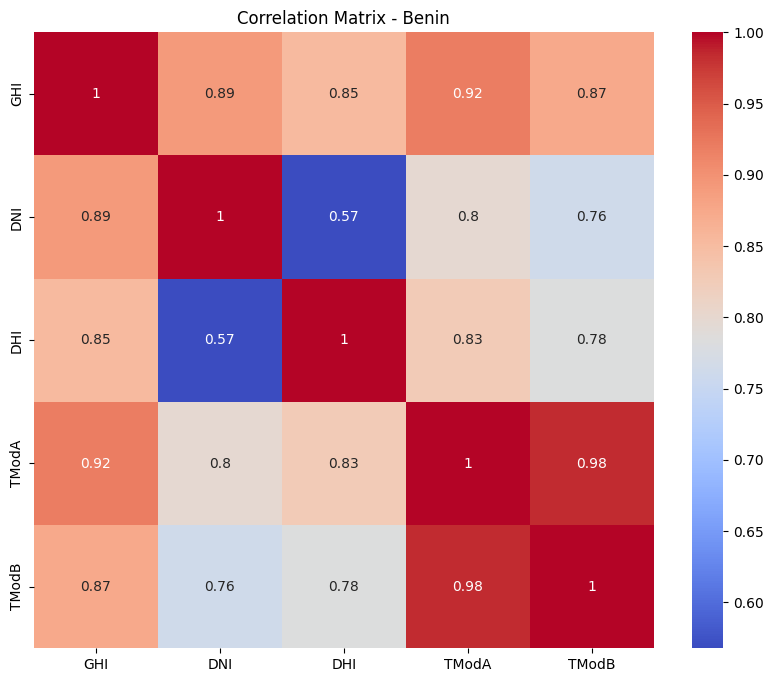 Correlation Matrix - Benin
GHI 1 0.89 0.85 0.92 0.87
DNI 0.89 1 0.57 0.8 0.76
DHI 0.85 0.57 1 0.83 0.78
TModA 0.92 0.8 0.83 1 0.98
TModB 0.87 0.76 0.78 0.98 1
GHI DNI DHI TModA TModB
1.00
0.95
0.90
0.85
0.80
0.75
0.70
0.65
0.60